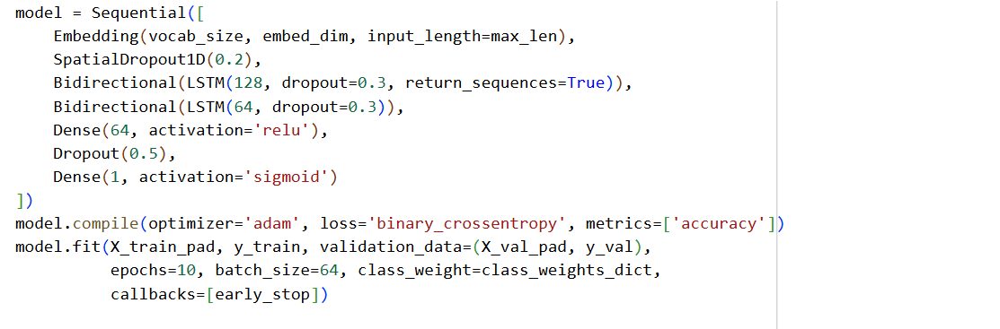 model = Sequential([
    Embedding(vocab_size, embed_dim, input_length=max_len),
    SpatialDropout1D(0.2),
    Bidirectional(LSTM(128, dropout=0.3, return_sequences=True)),
    Bidirectional(LSTM(64, dropout=0.3)),
    Dense(64, activation='relu'),
    Dropout(0.5),
    Dense(1, activation='sigmoid')
])
model.compile(optimizer='adam', loss='binary_crossentropy', metrics=['accuracy'])
model.fit(X_train_pad, y_train, validation_data=(X_val_pad, y_val),
          epochs=10, batch_size=64, class_weight=class_weights_dict,
          callbacks=[early_stop])